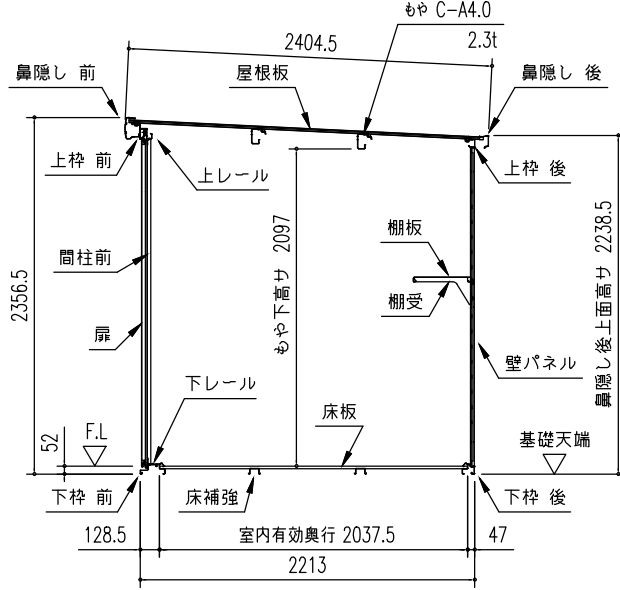 もや C-A4.0
2404.5
2.3t
鼻隠し 前
屋根板
鼻隠し 後
上枠 前
上レール
上枠 後
間柱前
もや下高サ 2097
棚板
2356.5
棚受
鼻隠し後上面高サ 2238.5
扉
壁パネル
下レール
床板
52
F.L
基礎天端
下枠 前
床補強
下枠 後
128.5
室内有効奥行 2037.5
47
2213